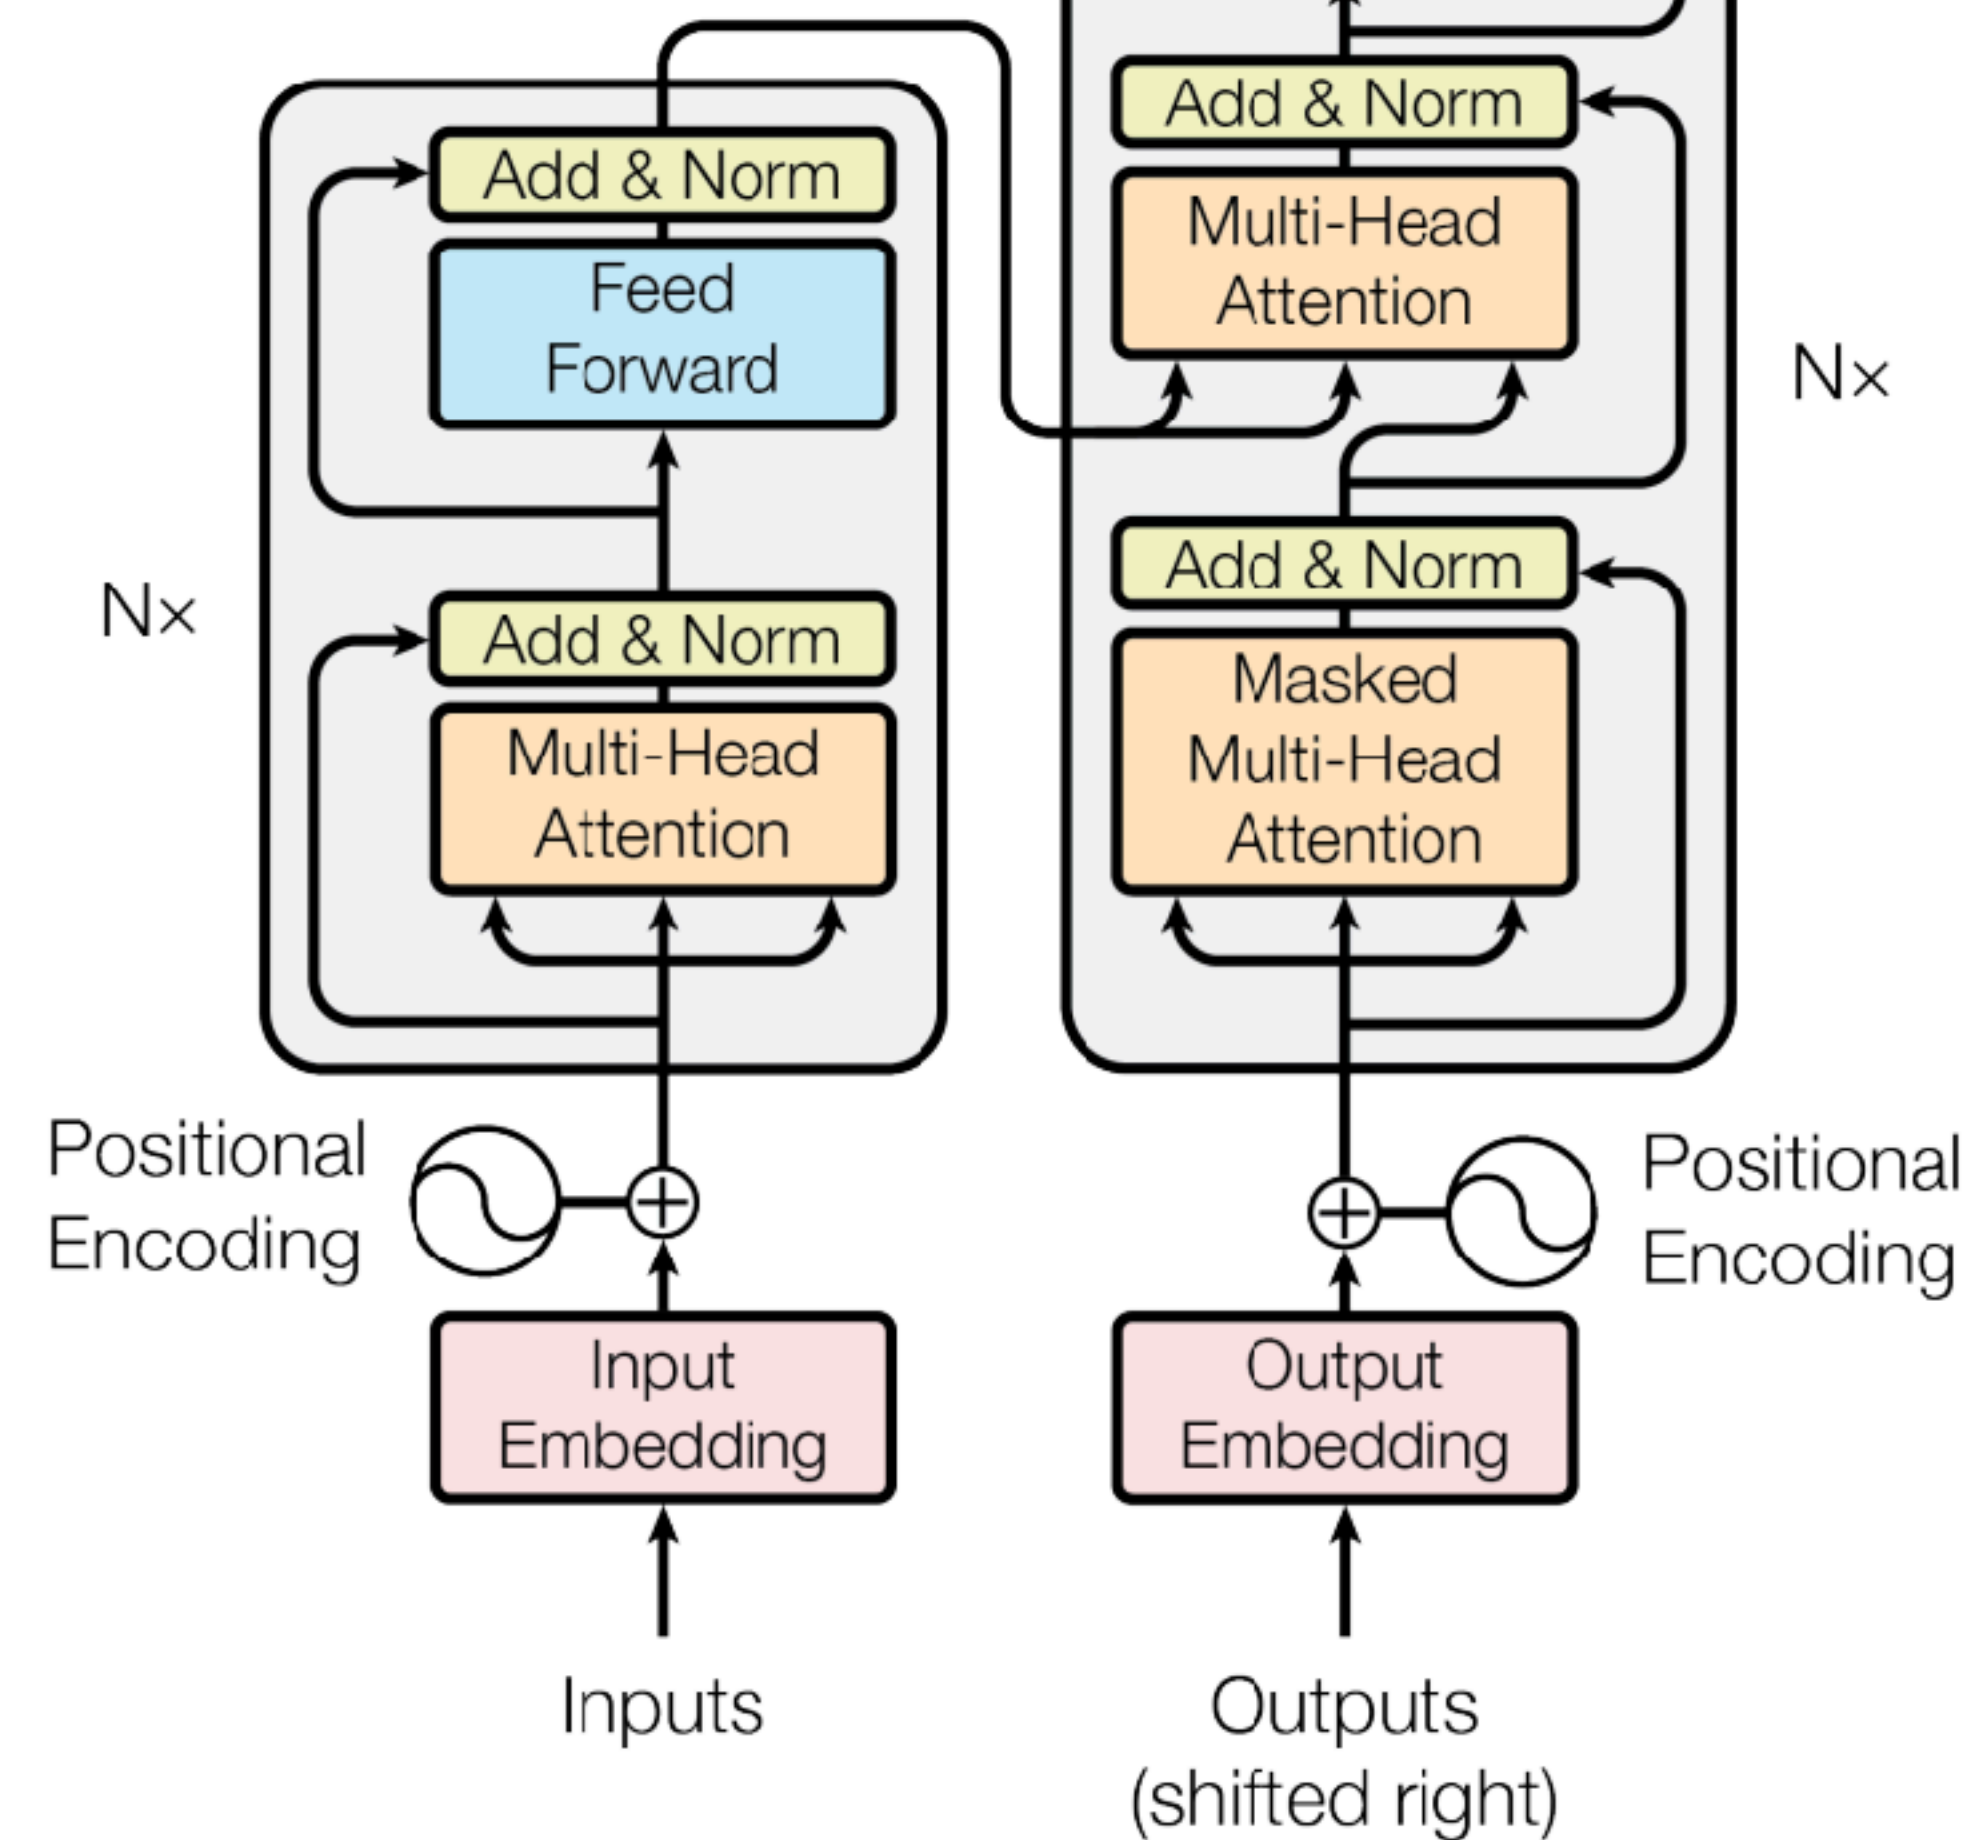 Add & Norm
Feed
Forward
Add & Norm
Multi-Head
Attention
Nx
Positional
Encoding
Input
Embedding
Inputs
Add & Norm
Multi-Head
Attention
Nx
Add & Norm
Masked
Multi-Head
Attention
Positional
Encoding
Output
Embedding
Outputs
(shifted right)